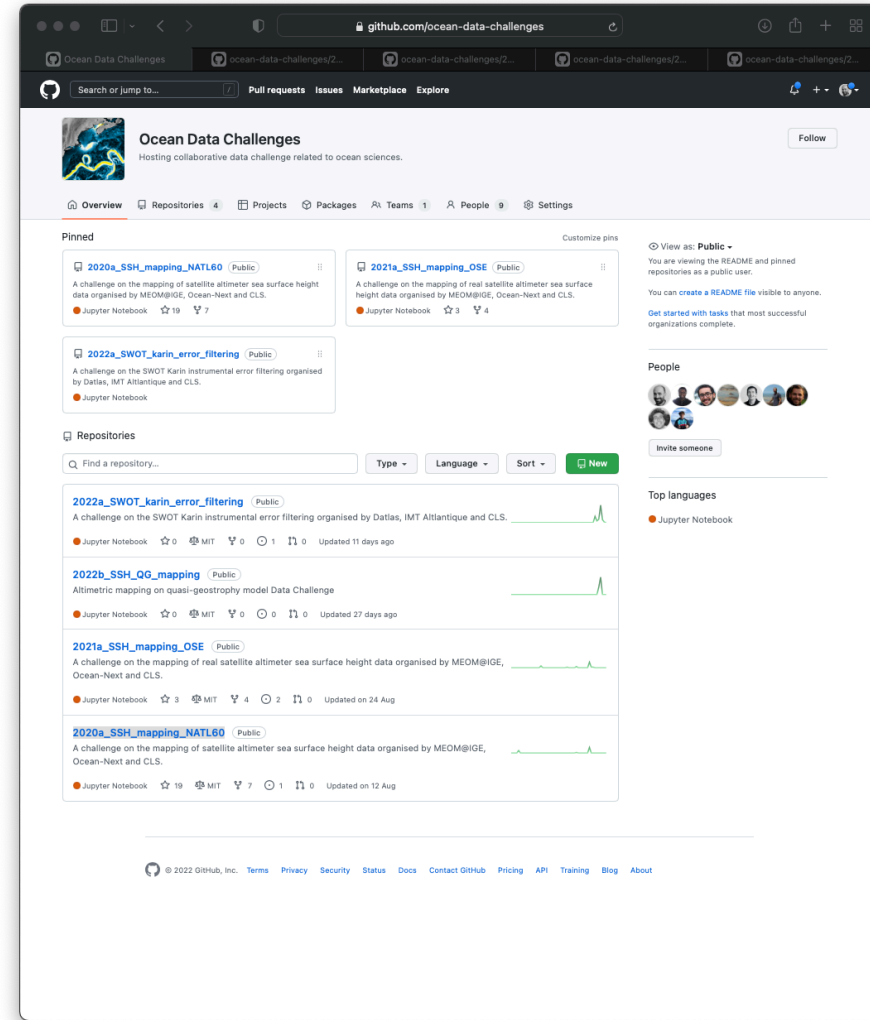 github.com/ocean-data-challenges
Ocean Data Challenges
ocean-data-challenges/2...
ocean-data-challenges/2...
ocean-data-challenges/2...
ocean-data-challenges/2...
Search or jump to... /
Pull requests Issues Marketplace Explore
Ocean Data Challenges
Hosting collaborative data challenge related to ocean sciences.
Follow
Overview Repositories 4 Projects Packages Teams 1 People 9 Settings
Pinned
Customize pins
2020a_SSH_mapping_NATL60 Public
A challenge on the mapping of satellite altimeter sea surface height
data organised by MEOM@IGE, Ocean-Next and CLS.
Jupyter Notebook 19 7
2021a_SSH_mapping_OSE Public
A challenge on the mapping of real satellite altimeter sea surface
height data organised by MEOM@IGE, Ocean-Next and CLS.
Jupyter Notebook 3 4
2022a_SWOT_karin_error_filtering Public
A challenge on the SWOT Karin instrumental error filtering organised
by Datlas, IMT Altlantique and CLS.
Jupyter Notebook
Repositories
Find a repository...
Type Language Sort New
2022a_SWOT_karin_error_filtering Public
A challenge on the SWOT Karin instrumental error filtering organised by Datlas, IMT Altlantique and CLS.
Jupyter Notebook 0 MIT 0 1 0 Updated 11 days ago
2022b_SSH_QG_mapping Public
Altimetric mapping on quasi-geostrophy model Data Challenge
Jupyter Notebook 0 MIT 0 0 0 Updated 27 days ago
2021a_SSH_mapping_OSE Public
A challenge on the mapping of real satellite altimeter sea surface height data organised by MEOM@IGE,
Ocean-Next and CLS.
Jupyter Notebook 3 MIT 4 2 0 Updated on 24 Aug
2020a_SSH_mapping_NATL60 Public
A challenge on the mapping of satellite altimeter sea surface height data organised by MEOM@IGE,
Ocean-Next and CLS.
Jupyter Notebook 19 MIT 7 1 0 Updated on 12 Aug
View as: Public
You are viewing the README and pinned
repositories as a public user.
You can create a README file visible to anyone.
Get started with tasks that most successful
organizations complete.
People
Invite someone
Top languages
Jupyter Notebook
© 2022 GitHub, Inc. Terms Privacy Security Status Docs Contact GitHub Pricing API Training Blog About